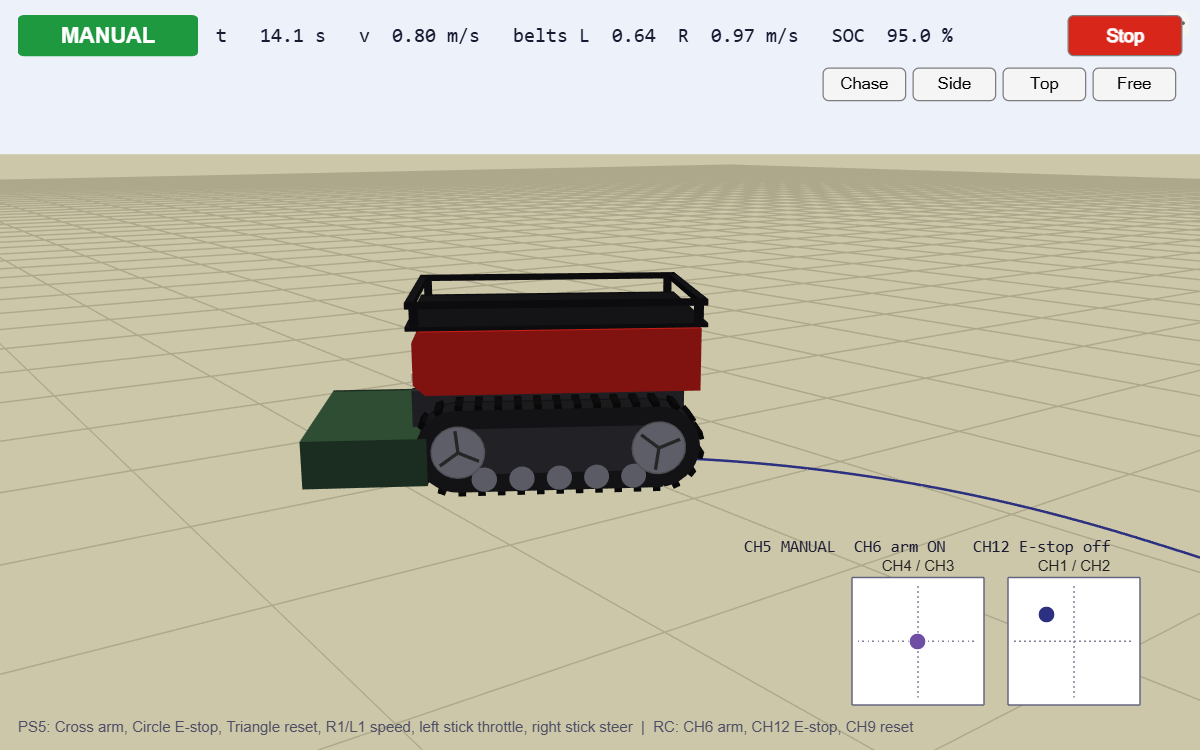 MANUAL t 14.1 s v 0.80 m/s belts L 0.64 R 0.97 m/s SOC 95.0 % Stop
Chase Side Top Free
CH5 MANUAL CH6 arm ON CH12 E-stop off
CH4 / CH3 CH1 / CH2
PS5: Cross arm, Circle E-stop, Triangle reset, R1/L1 speed, left stick throttle, right stick steer | RC: CH6 arm, CH12 E-stop, CH9 reset